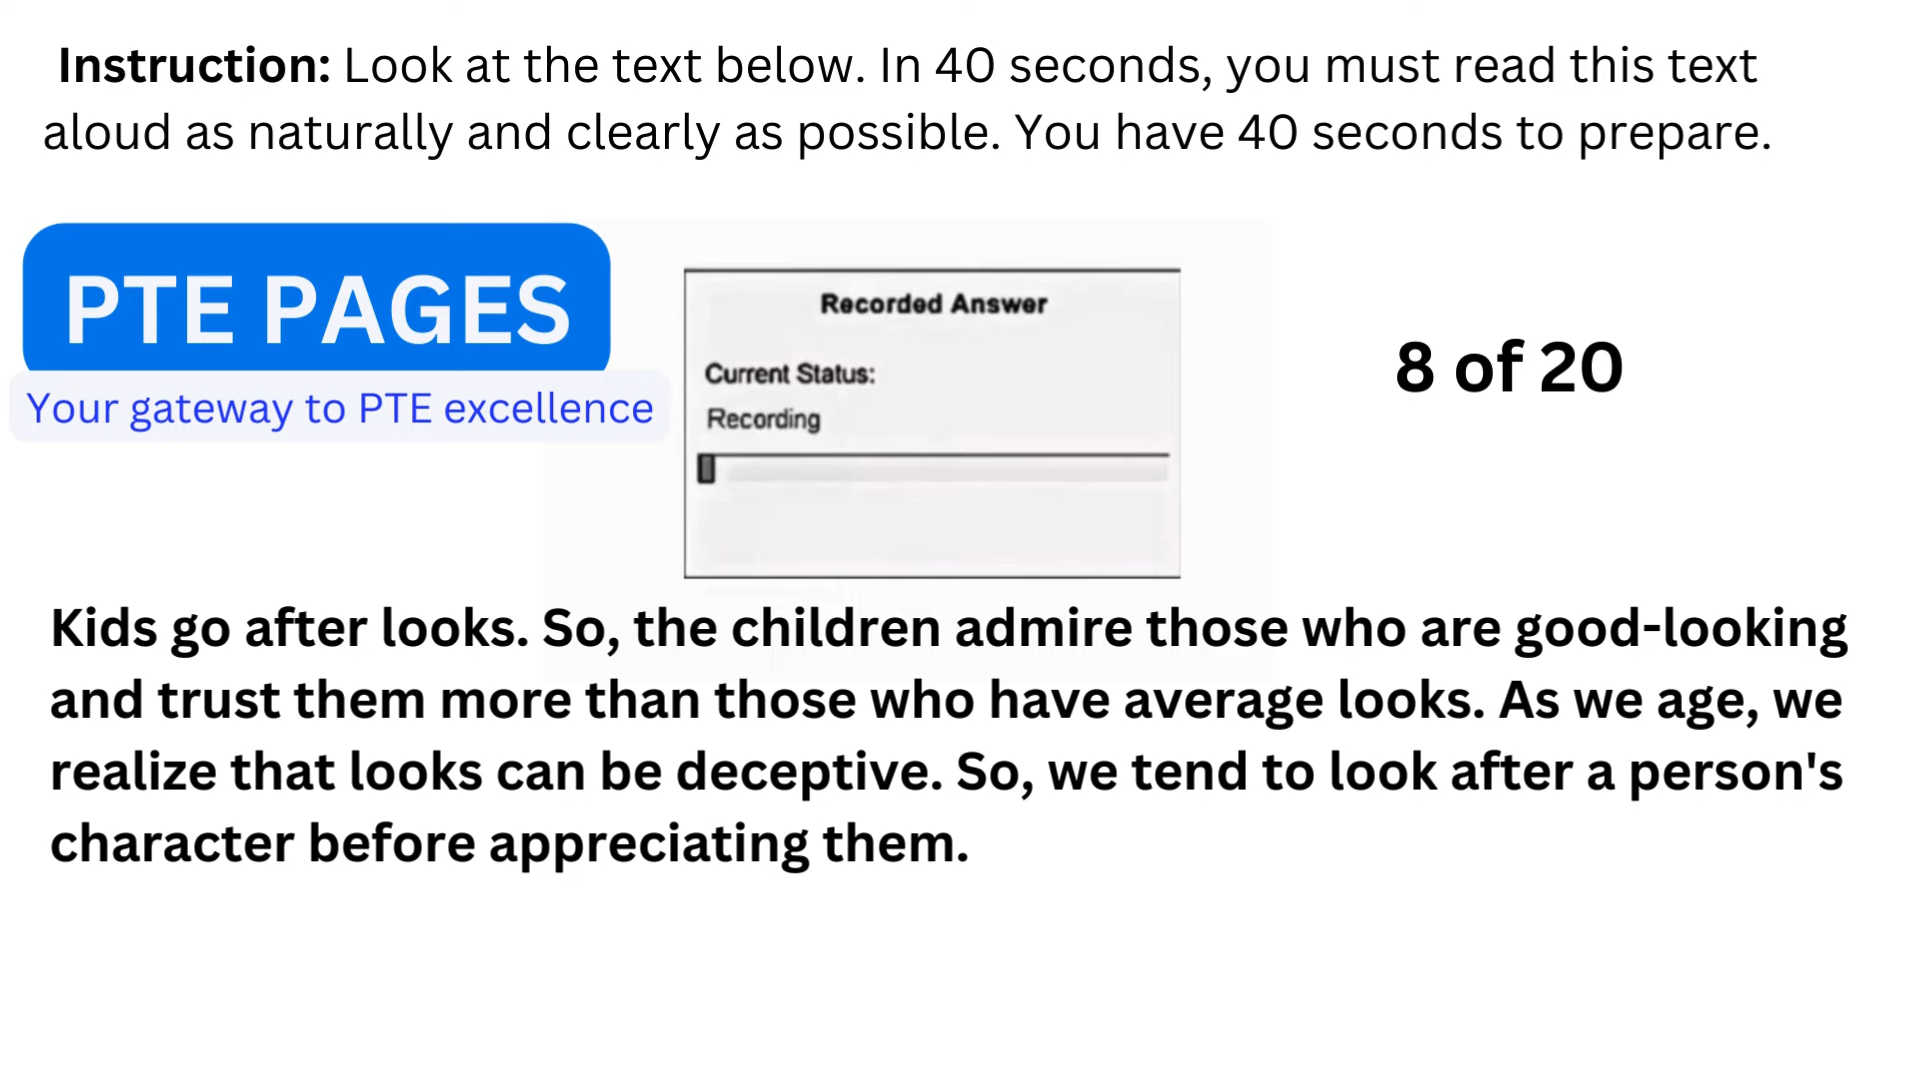 Instruction: Look at the text below. In 40 seconds, you must read this text
aloud as naturally and clearly as possible. You have 40 seconds to prepare.
PTE PAGES
Your gateway to PTE excellence
Recorded Answer
Current Status:
Recording
8 of 20
Kids go after looks. So, the children admire those who are good-looking
and trust them more than those who have average looks. As we age, we
realize that looks can be deceptive. So, we tend to look after a person's
character before appreciating them.